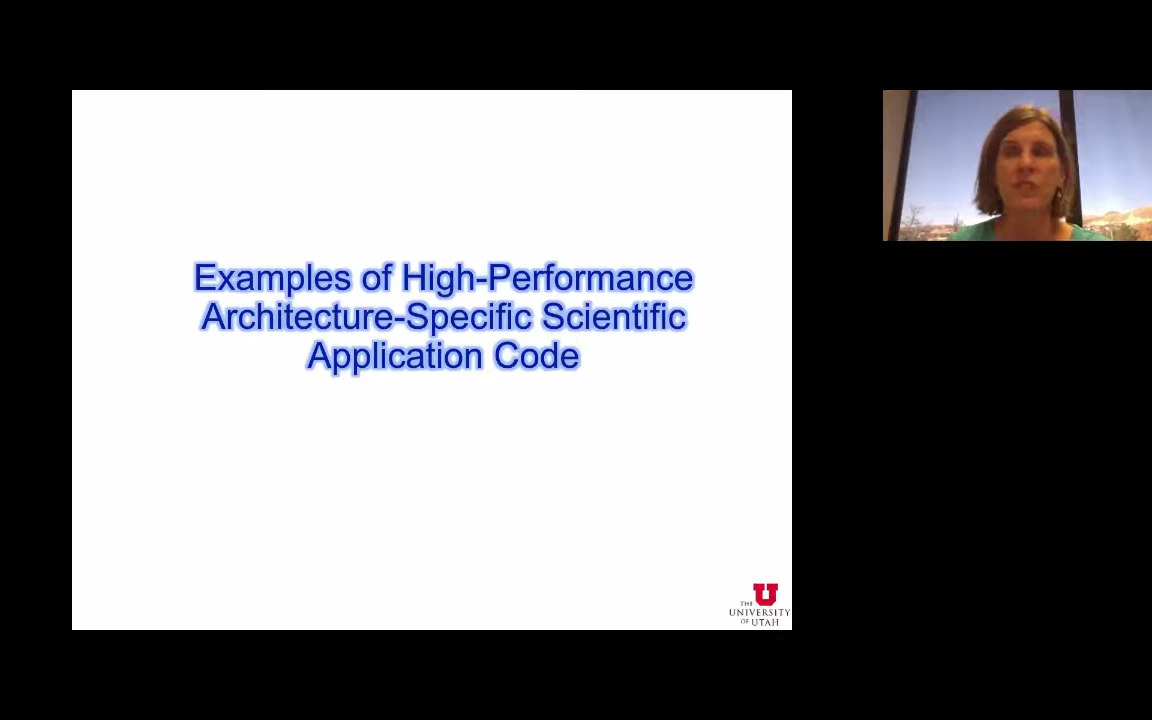 Examples of High-Performance
Architecture-Specific Scientific
Application Code
THE
UNIVERSITY
OF UTAH